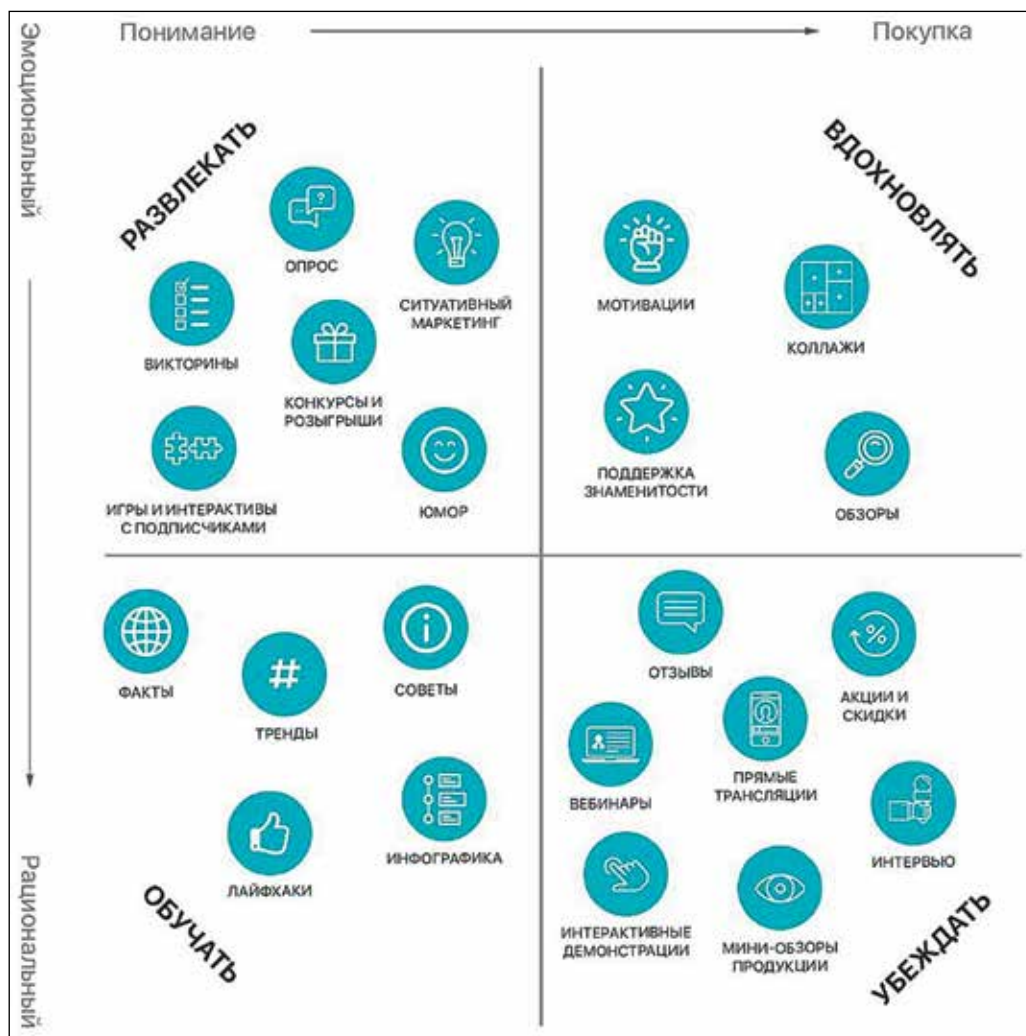 Понимание
Покупка
Эмоциональный
Рациональный
РАЗВЛЕКАТЬ
ОПРОС
СИТУАТИВНЫЙ
МАРКЕТИНГ
ВИКТОРИНЫ
КОНКУРСЫ И
РОЗЫГРЫШИ
ИГРЫ И ИНТЕРАКТИВЫ
С ПОДПИСЧИКАМИ
ЮМОР
ВДОХНОВЛЯТЬ
МОТИВАЦИИ
КОЛЛАЖИ
ПОДДЕРЖКА
ЗНАМЕНИТОСТИ
ОБЗОРЫ
ФАКТЫ
#
ТРЕНДЫ
СОВЕТЫ
ЛАЙФХАКИ
ИНФОГРАФИКА
ОБУЧАТЬ
ОТЗЫВЫ
%
АКЦИИ И
СКИДКИ
ВЕБИНАРЫ
ПРЯМЫЕ
ТРАНСЛЯЦИИ
ИНТЕРВЬЮ
ИНТЕРАКТИВНЫЕ
ДЕМОНСТРАЦИИ
МИНИ-ОБЗОРЫ
ПРОДУКЦИИ
УБЕЖДАТЬ